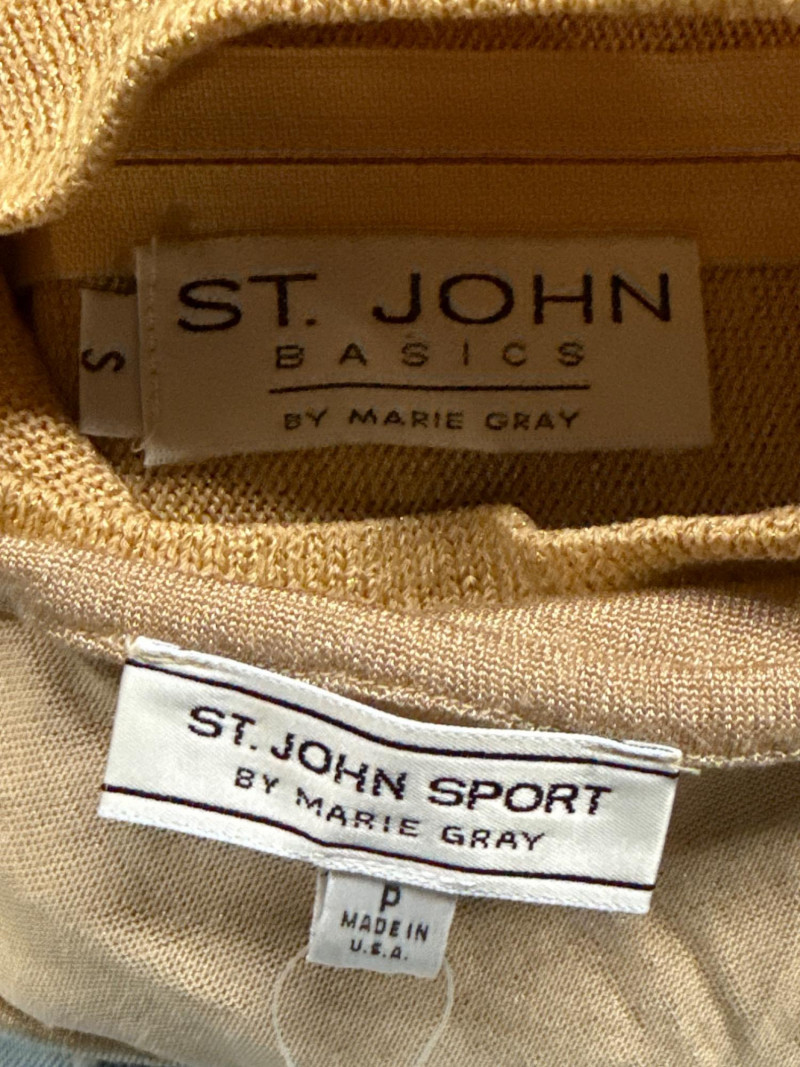 ST. JOHN
BASICS
BY MARIE GRAY
S
ST. JOHN SPORT
BY MARIE GRAY
P
MADE IN
U.S.A.